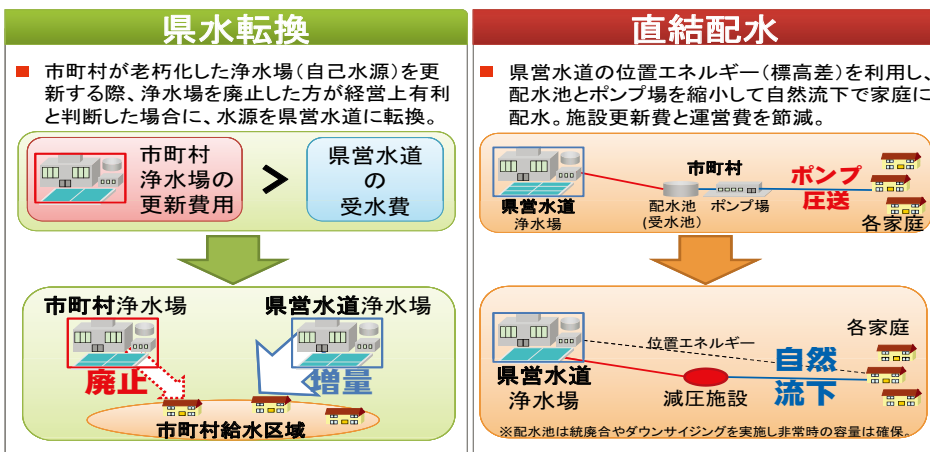 県水転換
■ 市町村が老朽化した浄水場(自己水源)を更
新する際、浄水場を廃止した方が経営上有利
と判断した場合に、水源を県営水道に転換。
市町村
浄水場の
更新費用
>
県営水道
の
受水費
市町村浄水場
県営水道浄水場
廃止
増量
市町村給水区域
直結配水
■ 県営水道の位置エネルギー(標高差)を利用し、
配水池とポンプ場を縮小して自然流下で家庭に
配水。施設更新費と運営費を節減。
市町村
ポンプ
圧送
県営水道
浄水場
配水池
(受水池)
ポンプ場
各家庭
各家庭
位置エネルギー
自然
流下
県営水道
浄水場
減圧施設
※配水池は統廃合やダウンサイジングを実施し非常時の容量は確保。